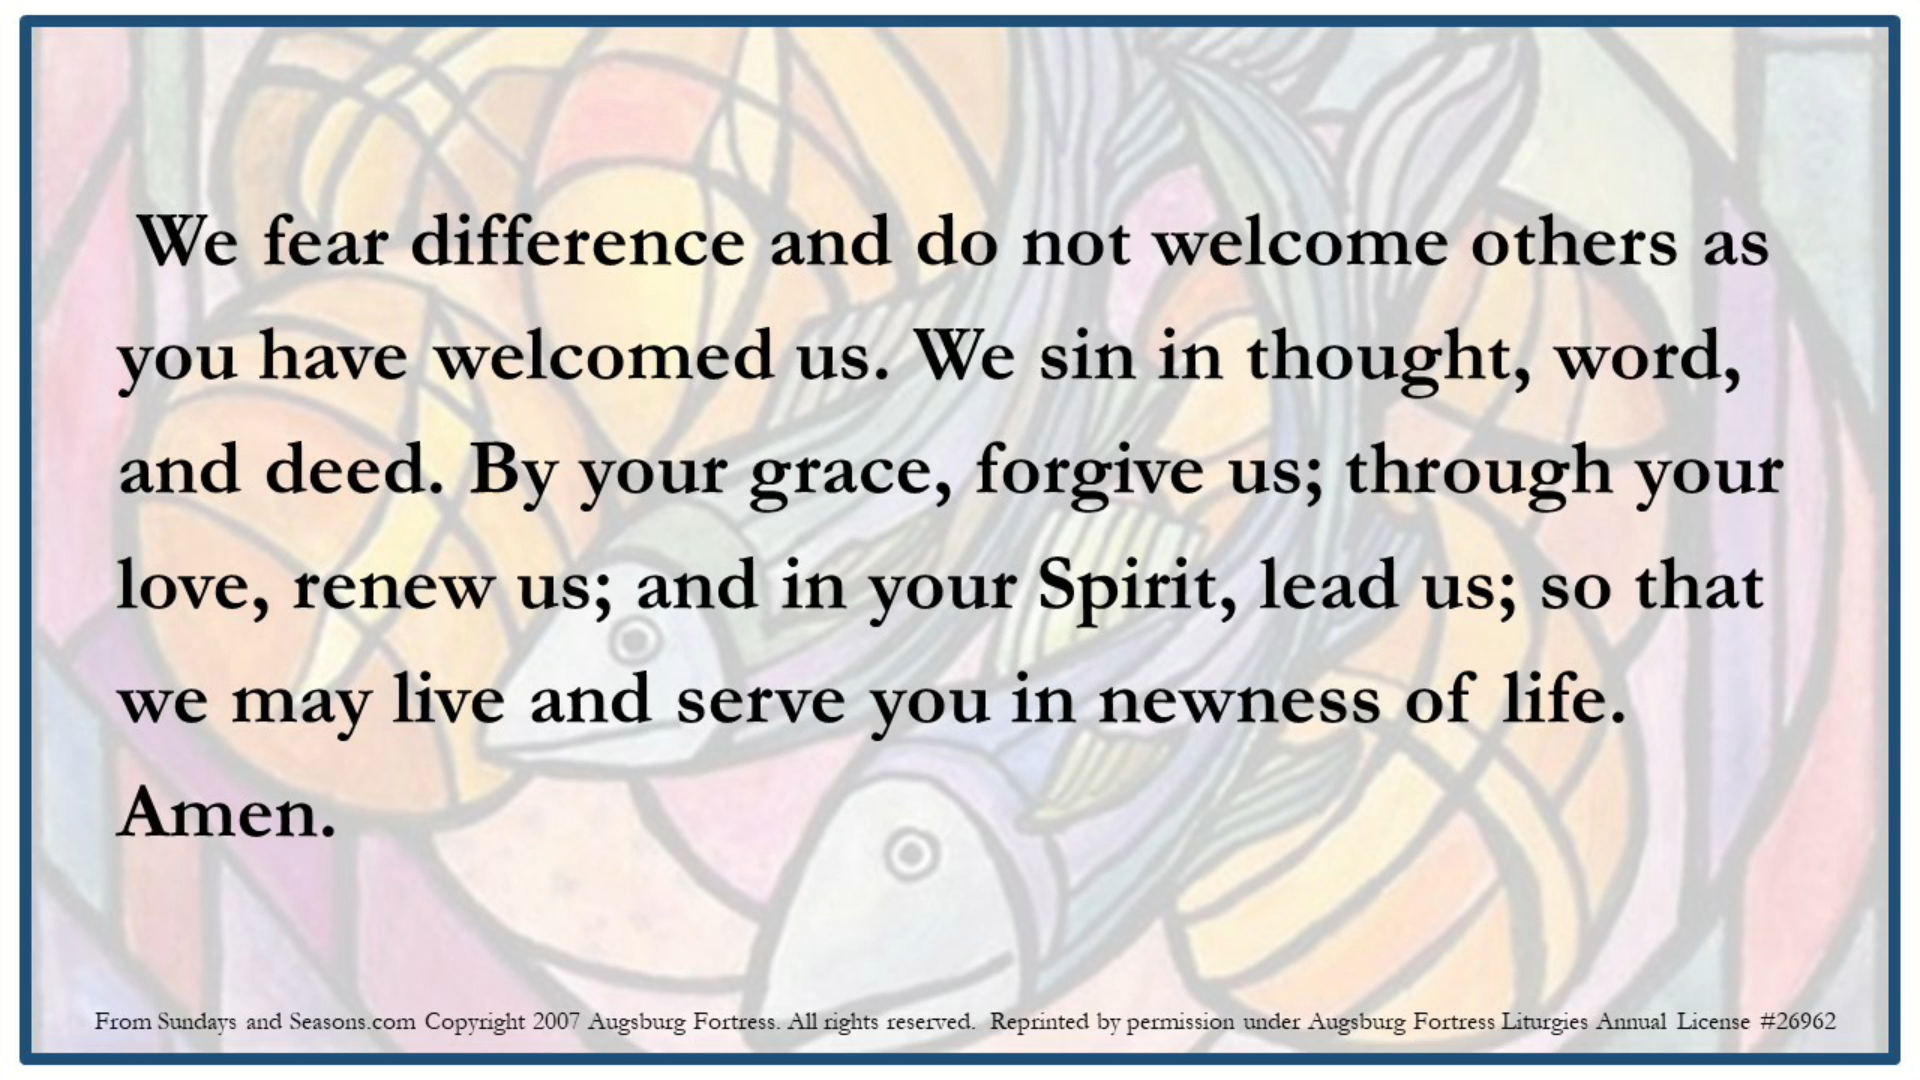 We fear difference and do not welcome others as
you have welcomed us. We sin in thought, word,
and deed. By your grace, forgive us; through your
love, renew us; and in your Spirit, lead us; so that
we may live and serve you in newness of life.
Amen.
From Sundays and Seasons.com Copyright 2007 Augsburg Fortress. All rights reserved. Reprinted by permission under Augsburg Fortress Liturgies Annual License #26962